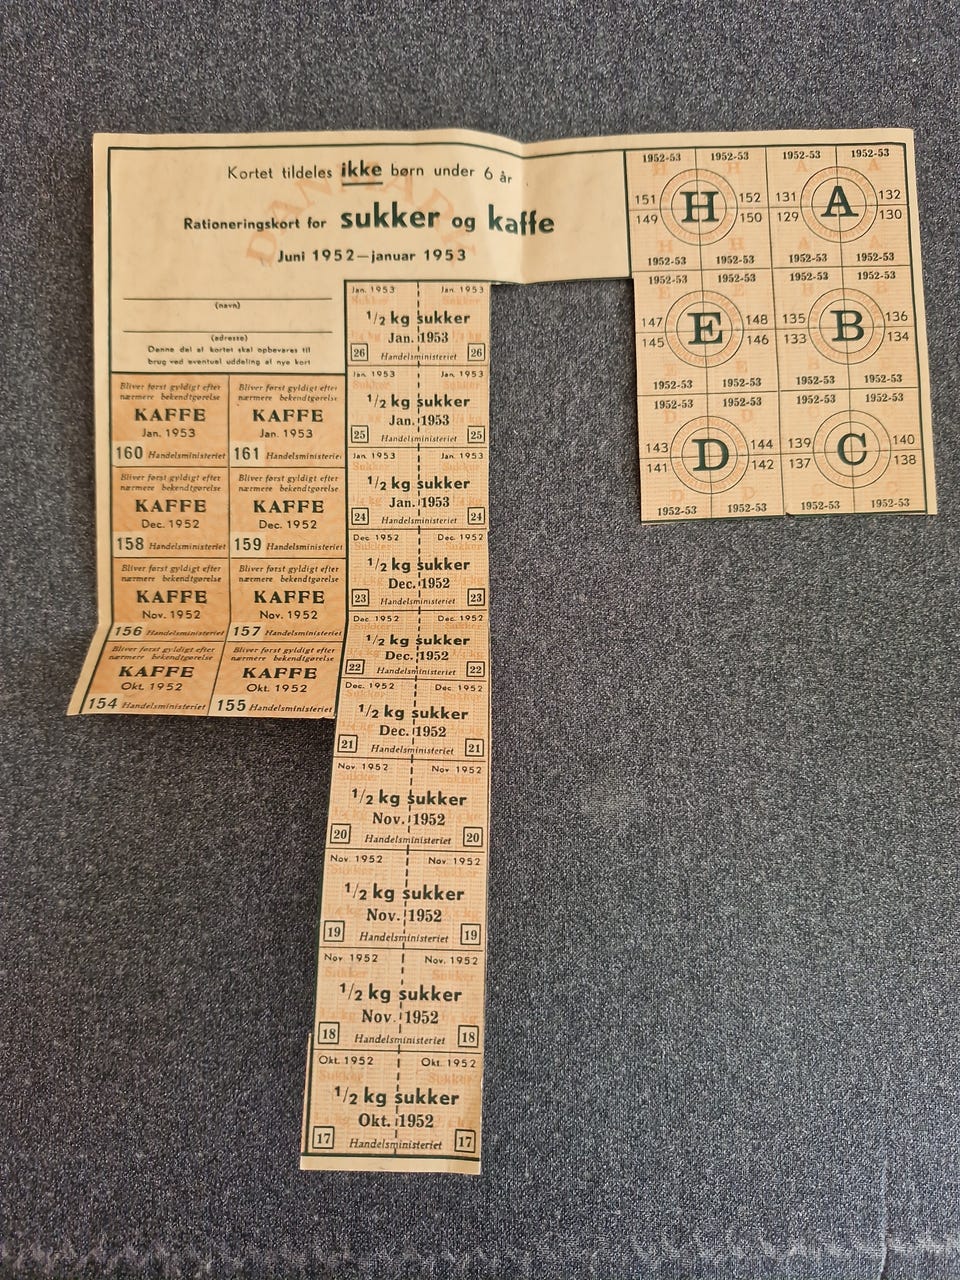 Kortet tildeles ikke børn under 6 år
Rationeringskort for sukker og kaffe
Juni 1952—januar 1953
(navn)
(adresse)
Denne del af kortet skal opbevares til
brug ved eventuel uddeling af nye kort
Bliver først gyldigt efter
nærmere bekendtgørelse
KAFFE
Jan. 1953
160 Handelsministeriet
Bliver først gyldigt efter
nærmere bekendtgørelse
KAFFE
Jan. 1953
161 Handelsministeriet
Bliver først gyldigt efter
nærmere bekendtgørelse
KAFFE
Dec. 1952
158 Handelsministeriet
Bliver først gyldigt efter
nærmere bekendtgørelse
KAFFE
Dec. 1952
159 Handelsministeriet
Bliver først gyldigt efter
nærmere bekendtgørelse
KAFFE
Nov. 1952
156 Handelsministeriet
Bliver først gyldigt efter
nærmere bekendtgørelse
KAFFE
Nov. 1952
157 Handelsministeriet
Bliver først gyldigt efter
nærmere bekendtgørelse
KAFFE
Okt. 1952
154 Handelsministeriet
Bliver først gyldigt efter
nærmere bekendtgørelse
KAFFE
Okt. 1952
155 Handelsministeriet
Jan. 1953 Jan. 1953
1/2 kg sukker
Jan. 1953
26 Handelsministeriet 26
Jan. 1953 Jan. 1953
1/2 kg sukker
Jan. 1953
25 Handelsministeriet 25
Jan. 1953 Jan. 1953
1/2 kg sukker
Jan. 1953
24 Handelsministeriet 24
Dec. 1952 Dec. 1952
1/2 kg sukker
Dec. 1952
23 Handelsministeriet 23
Dec. 1952 Dec. 1952
1/2 kg sukker
Dec. 1952
22 Handelsministeriet 22
Dec. 1952 Dec. 1952
1/2 kg sukker
Dec. 1952
21 Handelsministeriet 21
Nov. 1952 Nov. 1952
1/2 kg sukker
Nov. 1952
20 Handelsministeriet 20
Nov. 1952 Nov. 1952
1/2 kg sukker
Nov. 1952
19 Handelsministeriet 19
Nov. 1952 Nov. 1952
1/2 kg sukker
Nov. 1952
18 Handelsministeriet 18
Okt. 1952 Okt. 1952
1/2 kg sukker
Okt. 1952
17 Handelsministeriet 17
1952-53 1952-53 1952-53 1952-53
151 H 152 131 A 132
149 150 129 130
1952-53 1952-53 1952-53 1952-53
1952-53 1952-53 1952-53 1952-53
147 E 148 135 B 136
145 146 133 134
1952-53 1952-53 1952-53 1952-53
1952-53 1952-53 1952-53 1952-53
143 D 144 139 C 140
141 142 137 138
1952-53 1952-53 1952-53 1952-53